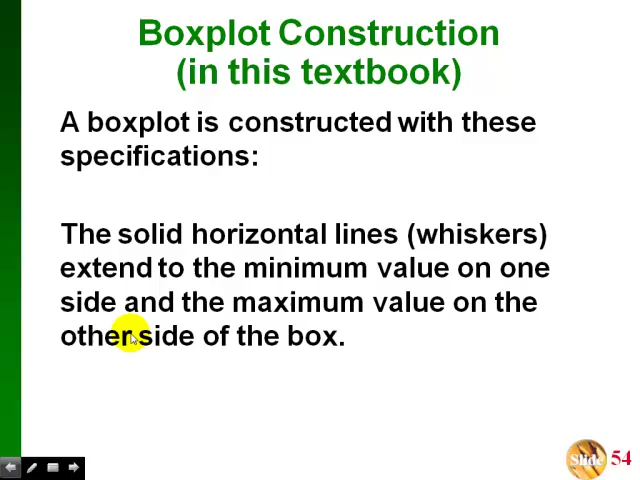 Boxplot Construction
(in this textbook)
A boxplot is constructed with these
specifications:
The solid horizontal lines (whiskers)
extend to the minimum value on one
side and the maximum value on the
other side of the box.
Slide 54